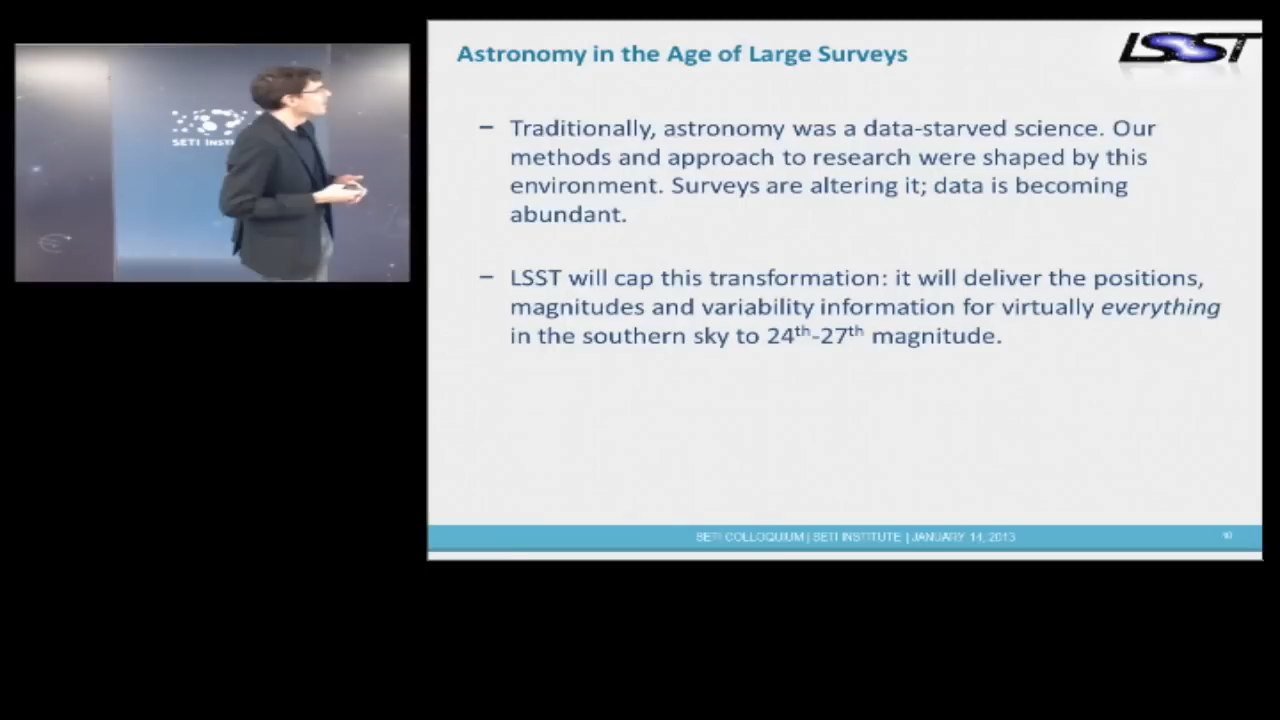 SETI INSTI
Astronomy in the Age of Large Surveys
LSST
– Traditionally, astronomy was a data-starved science. Our
methods and approach to research were shaped by this
environment. Surveys are altering it; data is becoming
abundant.
– LSST will cap this transformation: it will deliver the positions,
magnitudes and variability information for virtually everything
in the southern sky to 24th-27th magnitude.
SETI COLLOQUIUM | SETI INSTITUTE | JANUARY 14, 2013
10